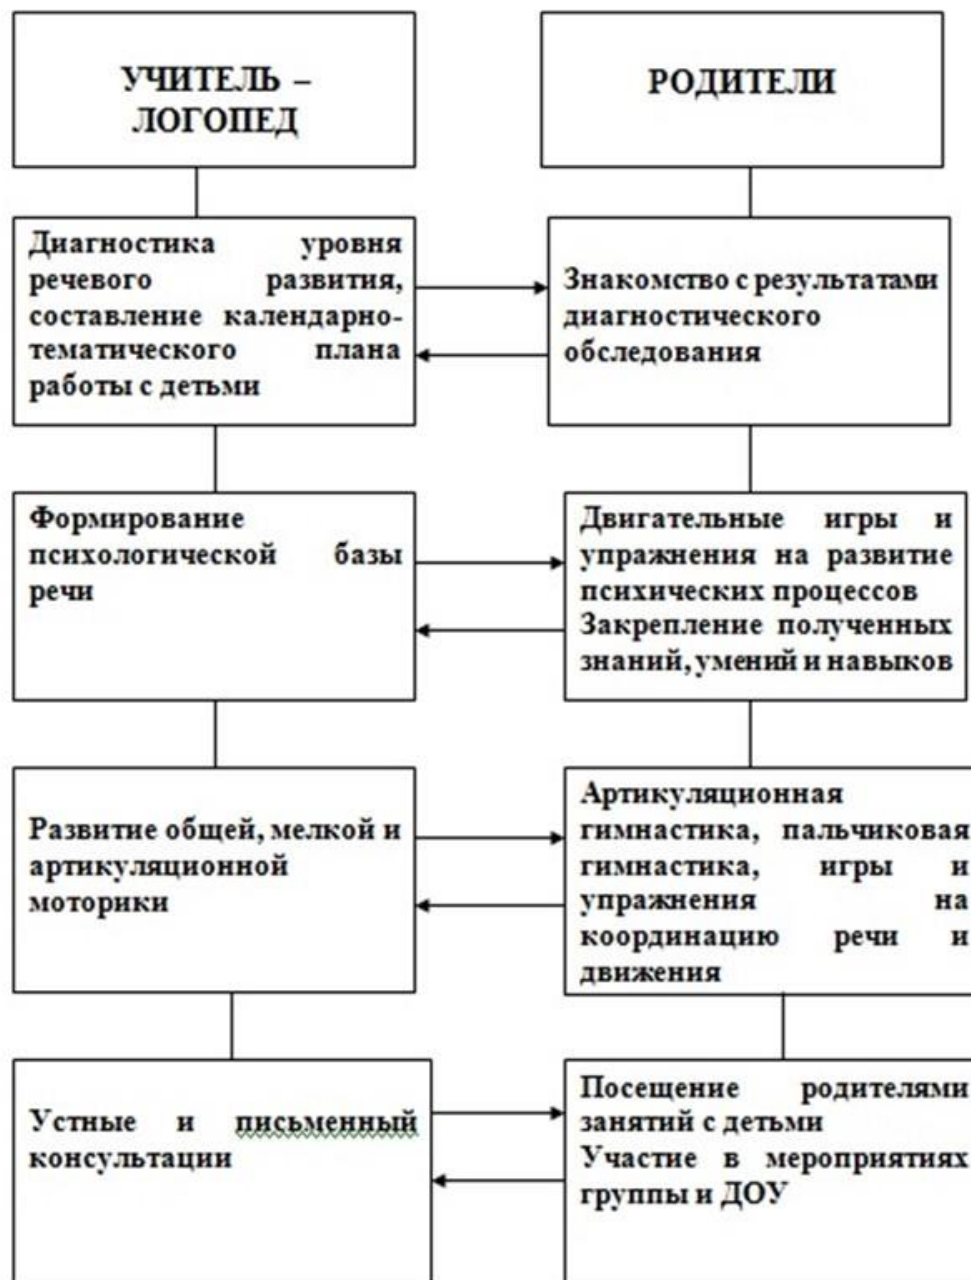 УЧИТЕЛЬ –
ЛОГОПЕД
РОДИТЕЛИ
Диагностика уровня
речевого развития,
составление календарно-
тематического плана
работы с детьми
Знакомство с результатами
диагностического
обследования
Формирование
психологической базы
речи
Двигательные игры и
упражнения на развитие
психических процессов
Закрепление полученных
знаний, умений и навыков
Развитие общей, мелкой и
артикуляционной
моторики
Артикуляционная
гимнастика, пальчиковая
гимнастика, игры и
упражнения на
координацию речи и
движения
Устные и письменный
консультации
Посещение родителями
занятий с детьми
Участие в мероприятиях
группы и ДОУ